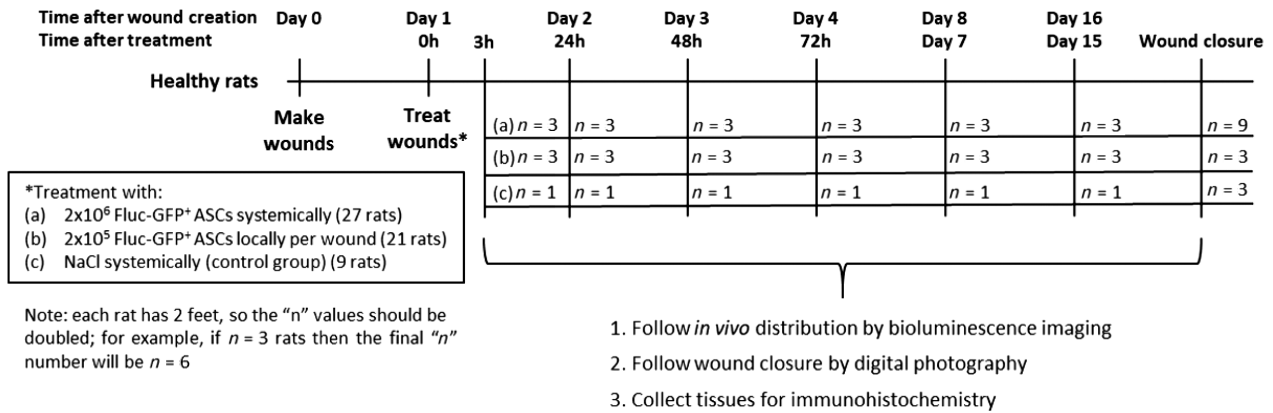 Time after wound creation Day 0 Day 1 Day 2 Day 3 Day 4 Day 8 Day 16
Time after treatment 0h 3h 24h 48h 72h Day 7 Day 15 Wound closure
Healthy rats
Make wounds
Treat wounds*
(a) n = 3 n = 3 n = 3 n = 3 n = 3 n = 3 n = 9
(b) n = 3 n = 3 n = 3 n = 3 n = 3 n = 3 n = 3
(c) n = 1 n = 1 n = 1 n = 1 n = 1 n = 1 n = 3
*Treatment with:
(a) 2x10⁶ Fluc-GFP⁺ ASCs systemically (27 rats)
(b) 2x10⁵ Fluc-GFP⁺ ASCs locally per wound (21 rats)
(c) NaCl systemically (control group) (9 rats)
Note: each rat has 2 feet, so the “n” values should be
doubled; for example, if n = 3 rats then the final “n”
number will be n = 6
1. Follow in vivo distribution by bioluminescence imaging
2. Follow wound closure by digital photography
3. Collect tissues for immunohistochemistry